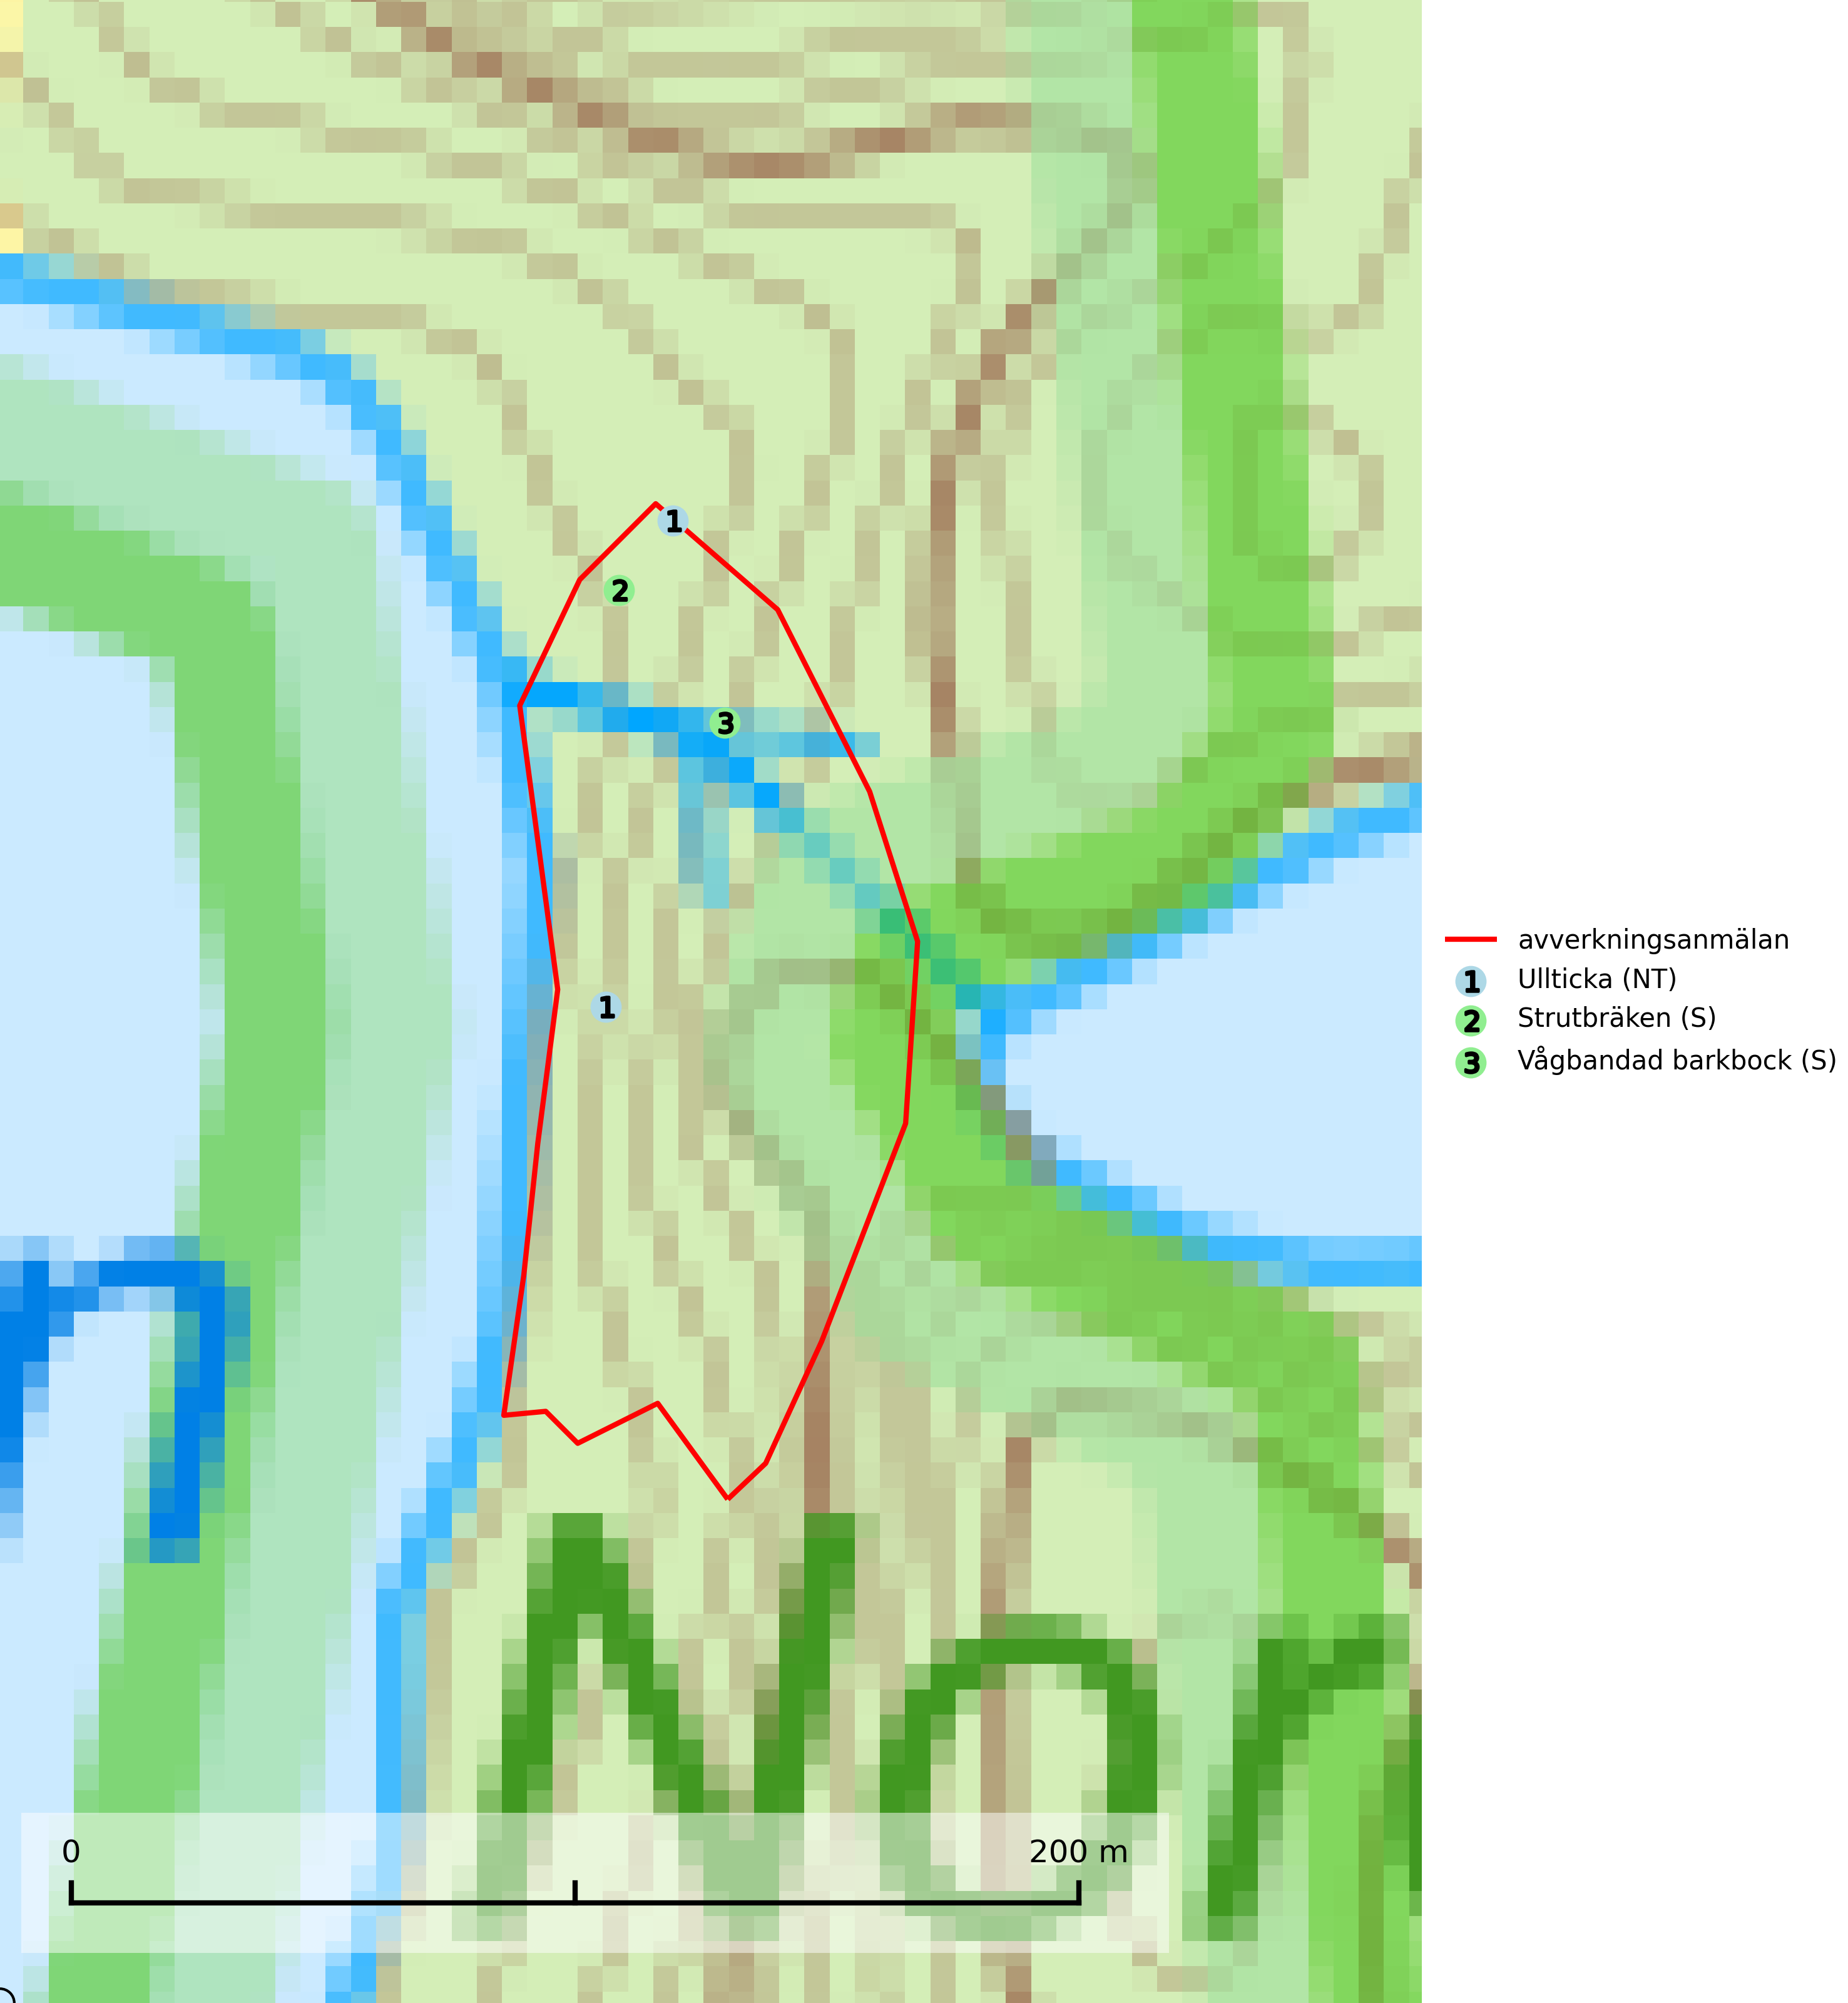 1
2
3
1
avverkningsanmälan
1 Ullticka (NT)
2 Strutbräken (S)
3 Vågbandad barkbock (S)
0 200 m